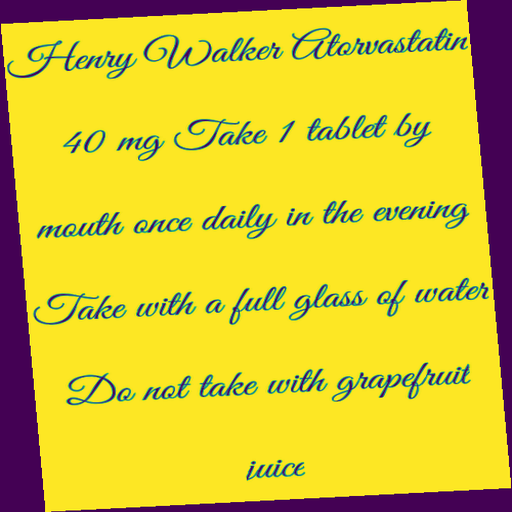 Henry Walker Atorvastatin
40 mg Take 1 tablet by
mouth once daily in the evening
Take with a full glass of water
Do not take with grapefruit
juice